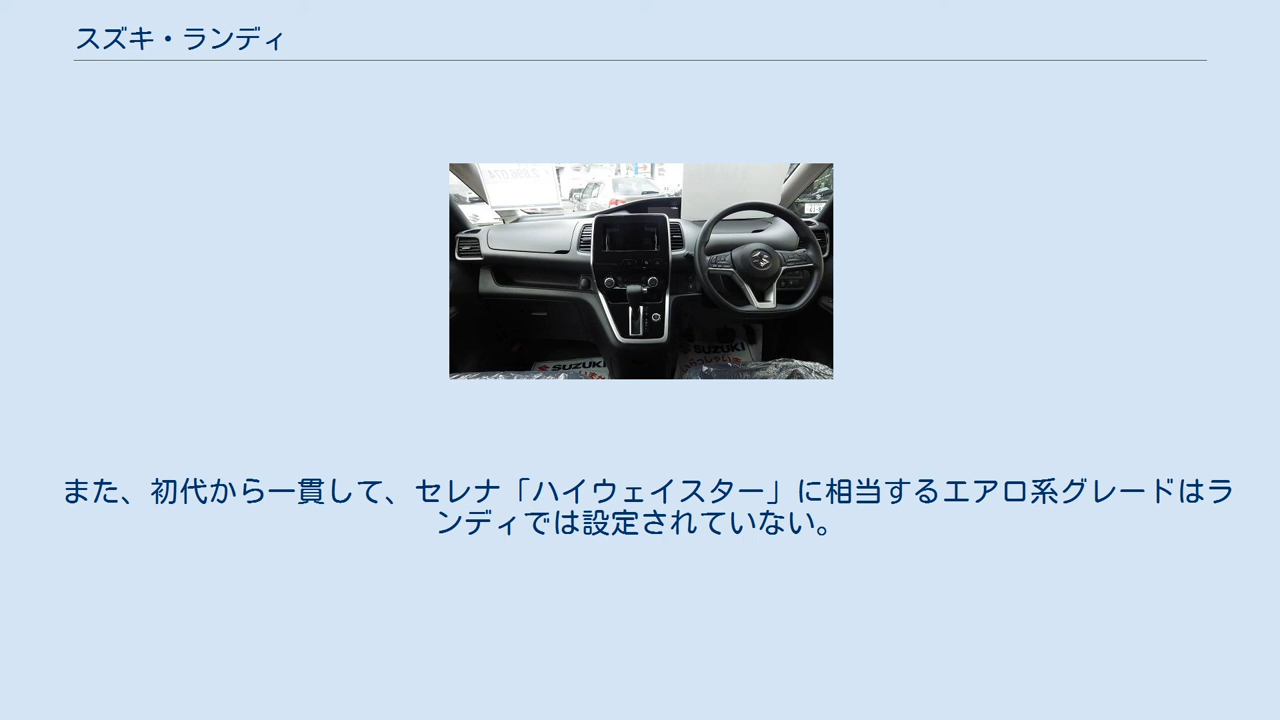 スズキ・ランディ
SUZUKI
SUZUKI
また、初代から一貫して、セレナ「ハイウェイスター」に相当するエアロ系グレードはラ
ンディでは設定されていない。